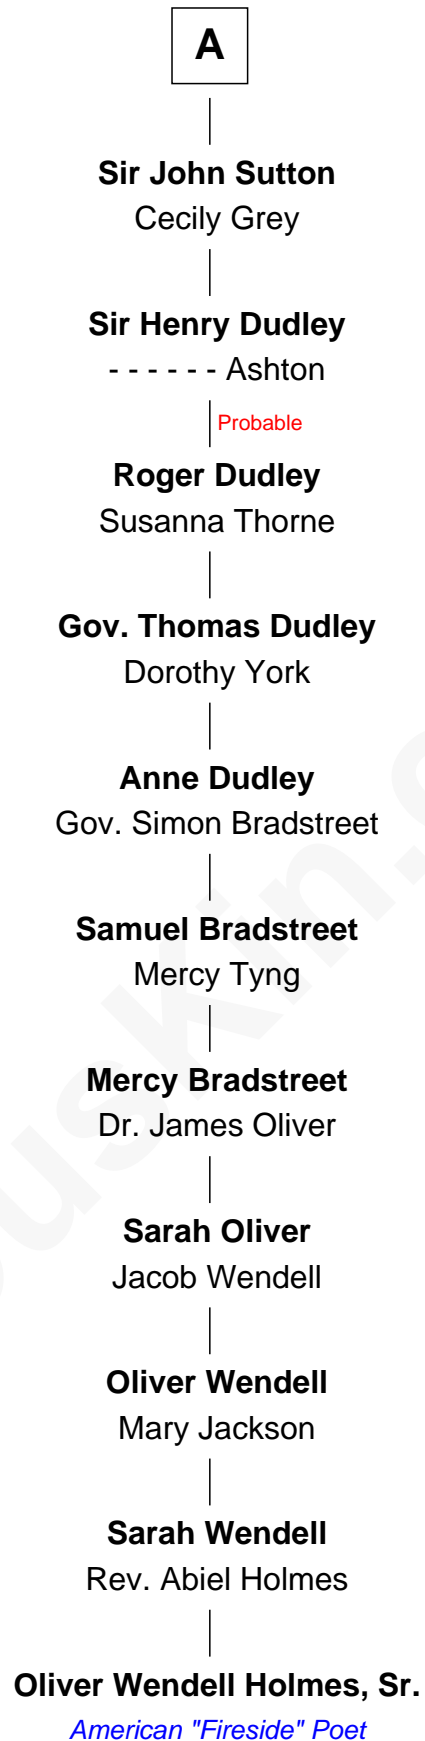 A
Sir John Sutton
Cecily Grey
Sir Henry Dudley
- - - - - - Ashton
Probable
Roger Dudley
Susanna Thorne
Gov. Thomas Dudley
Dorothy York
Anne Dudley
Gov. Simon Bradstreet
Samuel Bradstreet
Mercy Tyng
Mercy Bradstreet
Dr. James Oliver
Sarah Oliver
Jacob Wendell
Oliver Wendell
Mary Jackson
Sarah Wendell
Rev. Abiel Holmes
Oliver Wendell Holmes, Sr.
American "Fireside" Poet